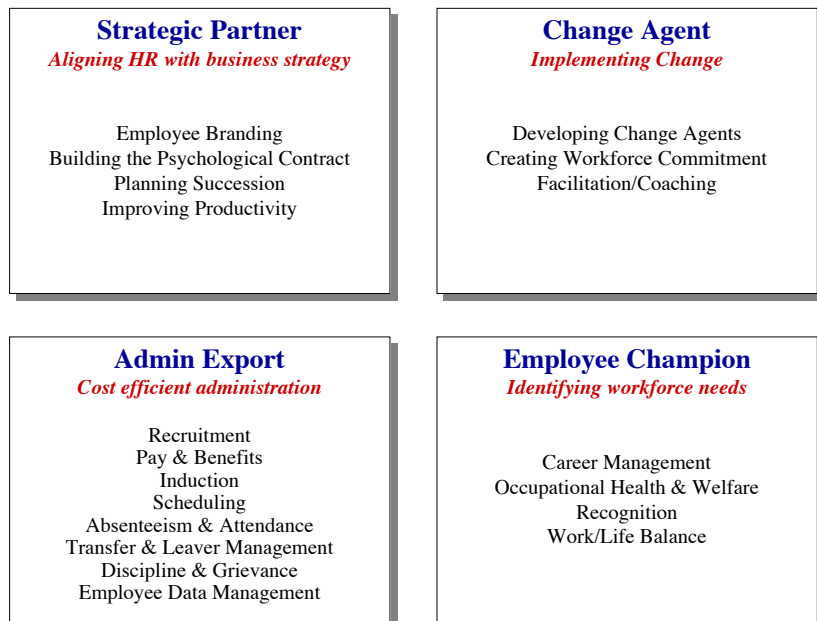 Strategic Partner
Aligning HR with business strategy
Employee Branding
Building the Psychological Contract
Planning Succession
Improving Productivity
Change Agent
Implementing Change
Developing Change Agents
Creating Workforce Commitment
Facilitation/Coaching
Admin Export
Cost efficient administration
Recruitment
Pay & Benefits
Induction
Scheduling
Absenteeism & Attendance
Transfer & Leaver Management
Discipline & Grievance
Employee Data Management
Employee Champion
Identifying workforce needs
Career Management
Occupational Health & Welfare
Recognition
Work/Life Balance